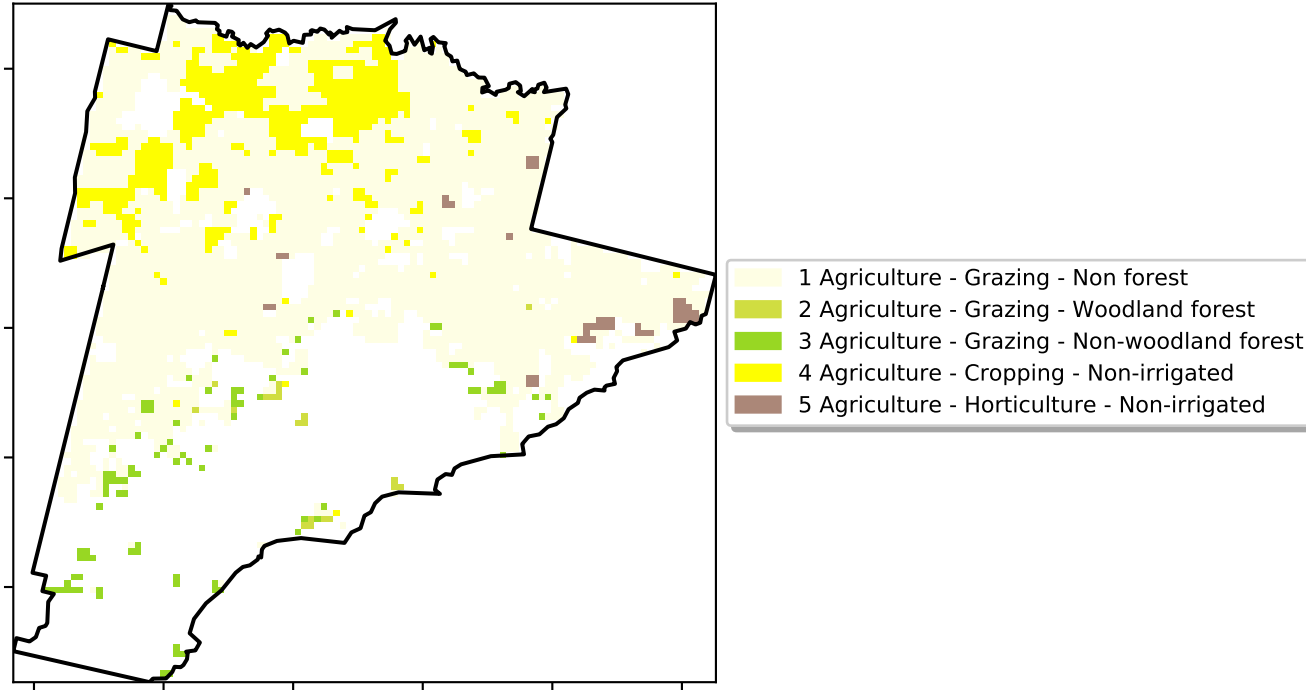 1 Agriculture - Grazing - Non forest
2 Agriculture - Grazing - Woodland forest
3 Agriculture - Grazing - Non-woodland forest
4 Agriculture - Cropping - Non-irrigated
5 Agriculture - Horticulture - Non-irrigated